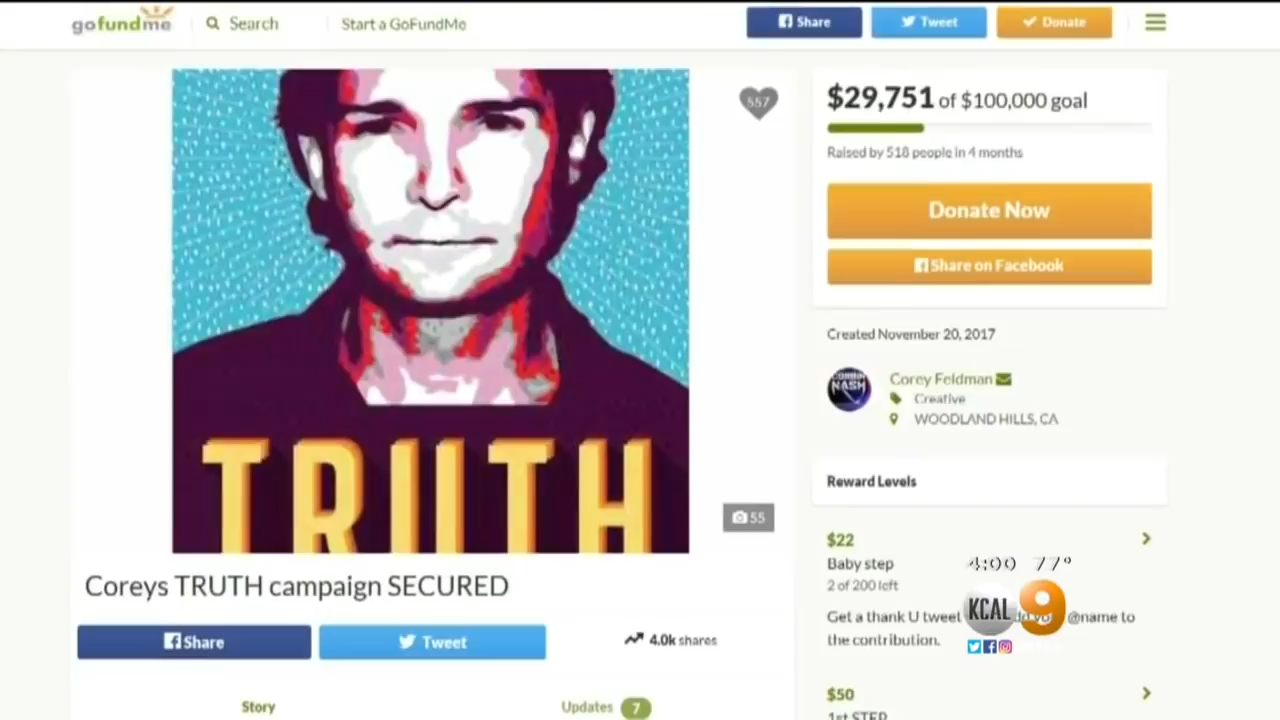 gofundme
Search
Start a GoFundMe
Share
Tweet
Donate
557
$29,751 of $100,000 goal
Raised by 518 people in 4 months
Donate Now
Share on Facebook
Created November 20, 2017
CORBIN
NASH
Corey Feldman
Creative
WOODLAND HILLS, CA
TRUTH
55
Coreys TRUTH campaign SECURED
Share
Tweet
4.0k shares
Story
Updates 7
Reward Levels
$22
Baby step
2 of 200 left
Get a thank U tweet @name to
the contribution.
$50
1st STEP
4:00 77°
KCAL 9